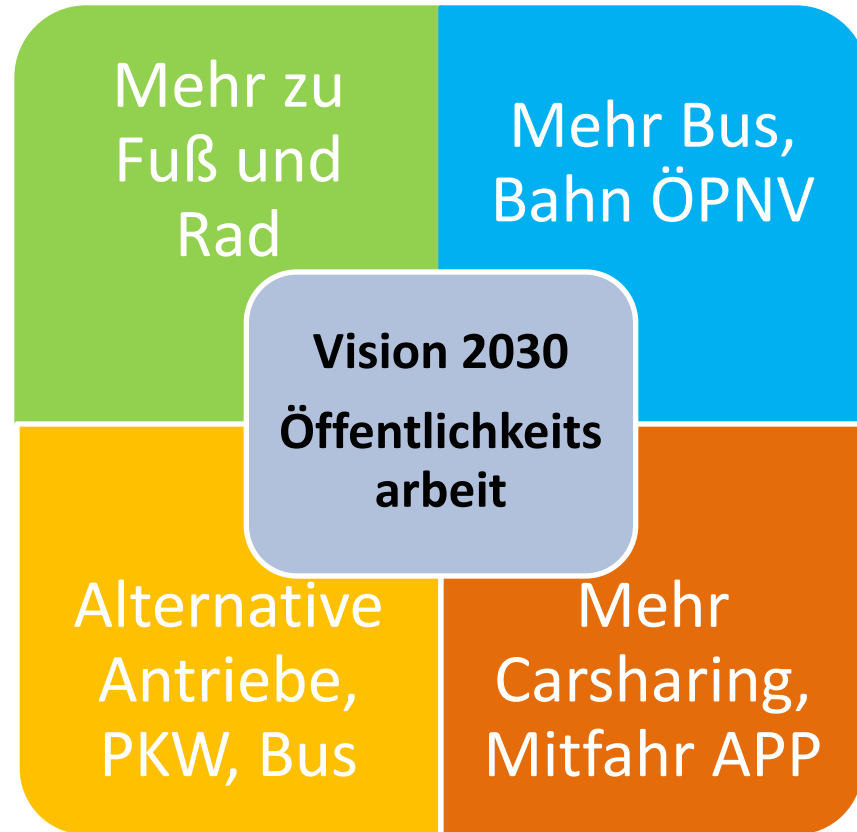 Mehr zu
Fuß und
Rad
Mehr Bus,
Bahn ÖPNV
Vision 2030
Öffentlichkeits
arbeit
Alternative
Antriebe,
PKW, Bus
Mehr
Carsharing,
Mitfahr APP